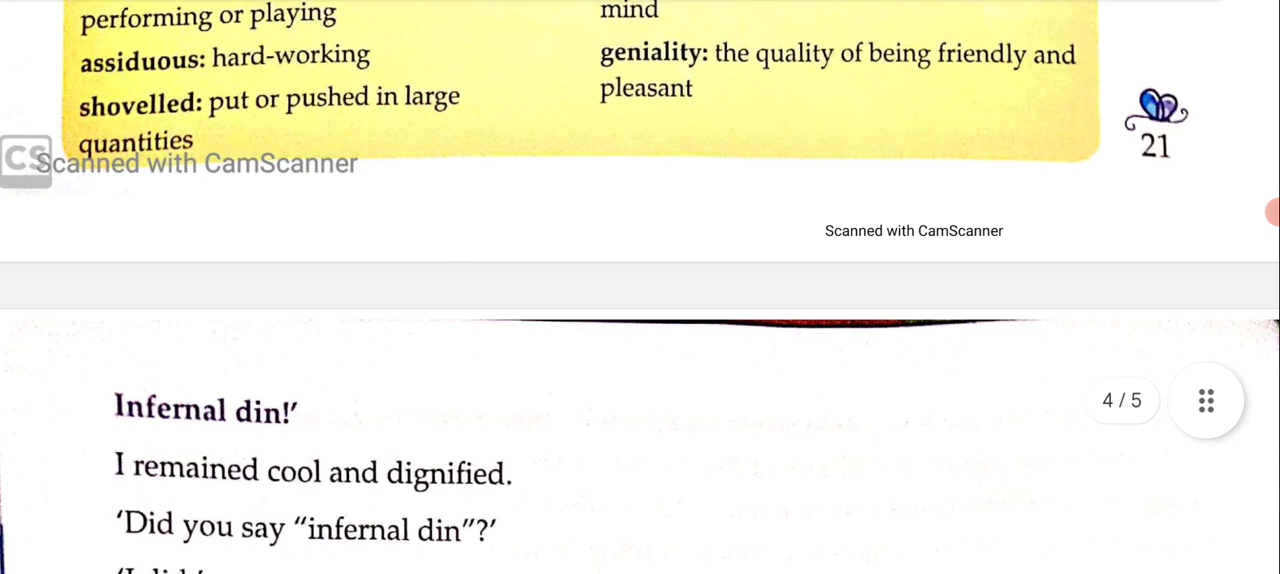 performing or playing
assiduous: hard-working
shovelled: put or pushed in large
quantities
mind
geniality: the quality of being friendly and
pleasant
21
CS Scanned with CamScanner
Scanned with CamScanner
4 / 5
Infernal din!’
I remained cool and dignified.
‘Did you say “infernal din”?’